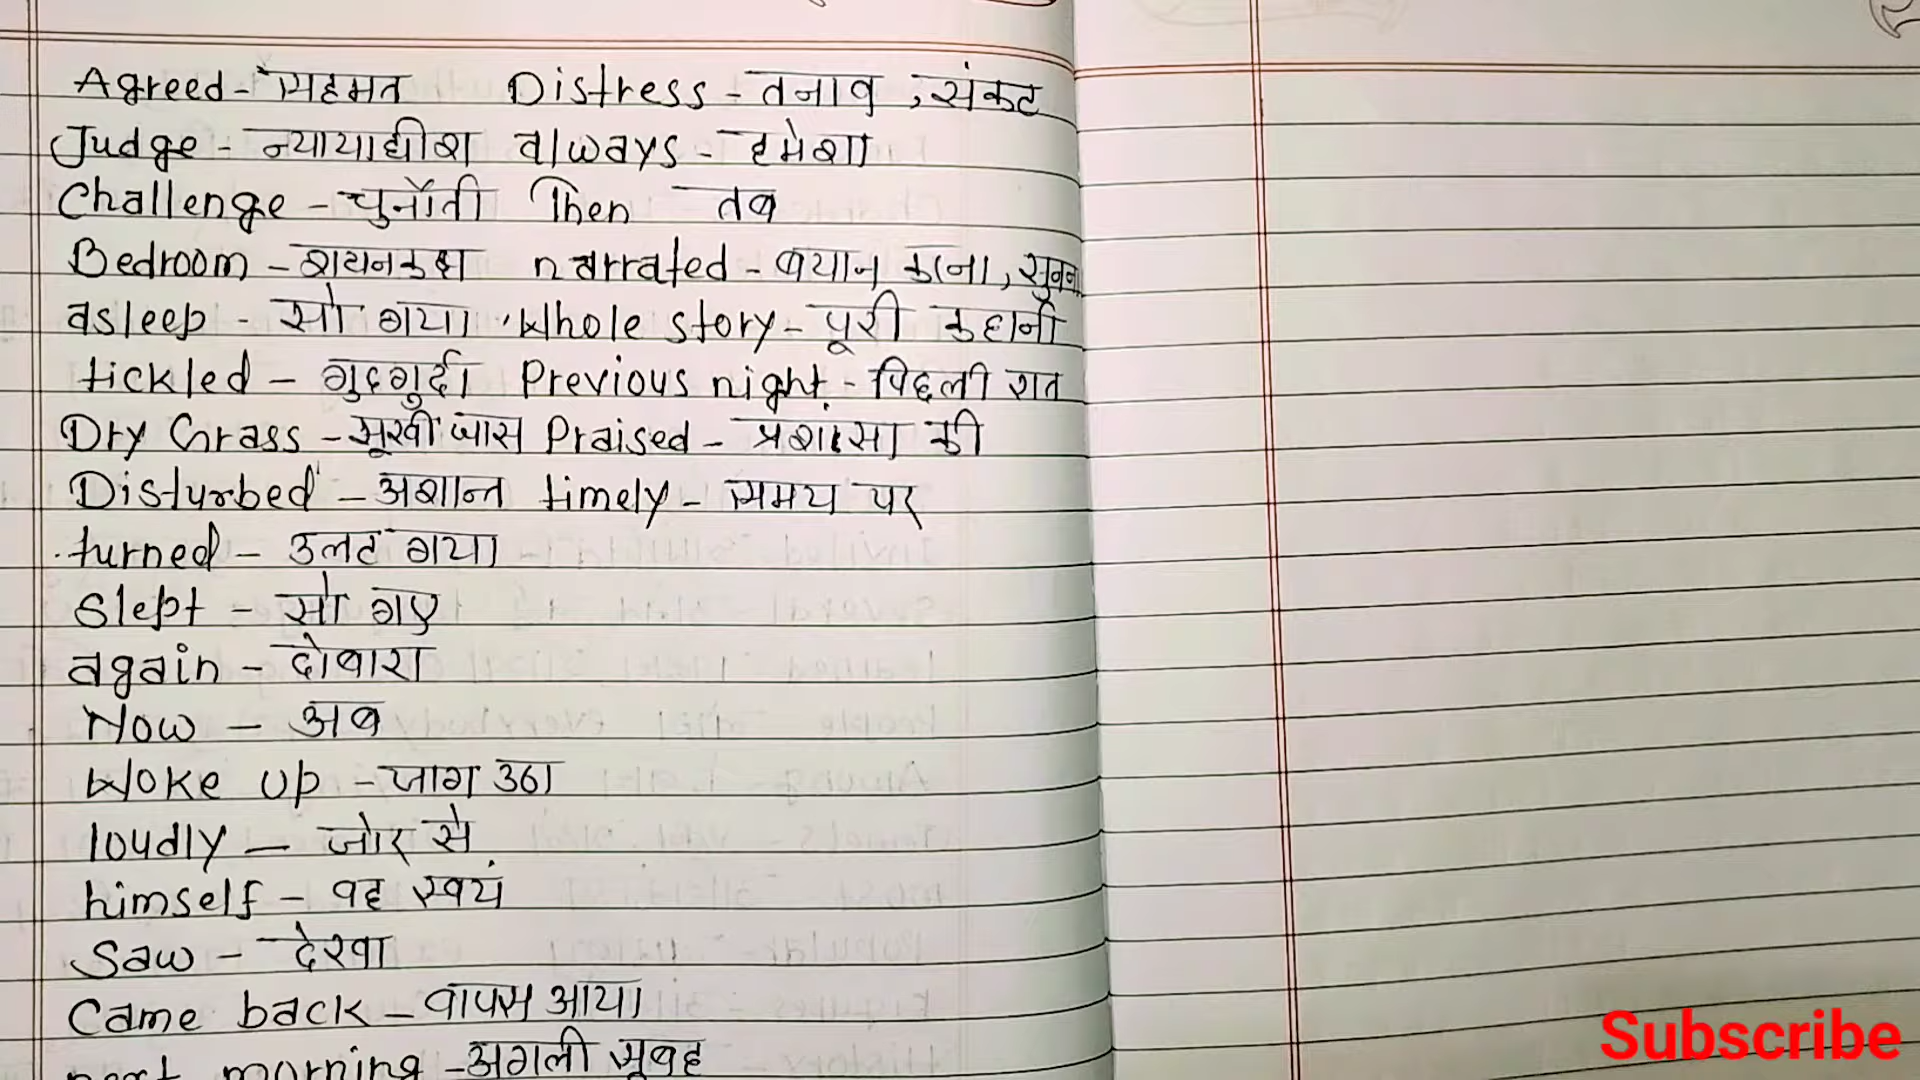 Agreed - सहमत Distress - तनाव, संकट
Judge - न्यायाधीश always - हमेशा
Challenge - चुनौती Then तब
Bedroom - शयनकक्ष narrated - बयान करना,
asleep - सो गया Whole story - पूरी कहानी
tickled - गुदगुदी Previous night - पिछली रात
Dry Grass - सूखी घास Praised - प्रशंसा की
Disturbed - अशान्त timely - समय पर
turned - उलट गया
Slept - सो गए
again - दोबारा
Now - अब
Woke up - जाग उठा
loudly - जोर से
himself - वह स्वयं
Saw - देखा
Came back - वापस आया
next morning - अगली सुबह
Subscribe